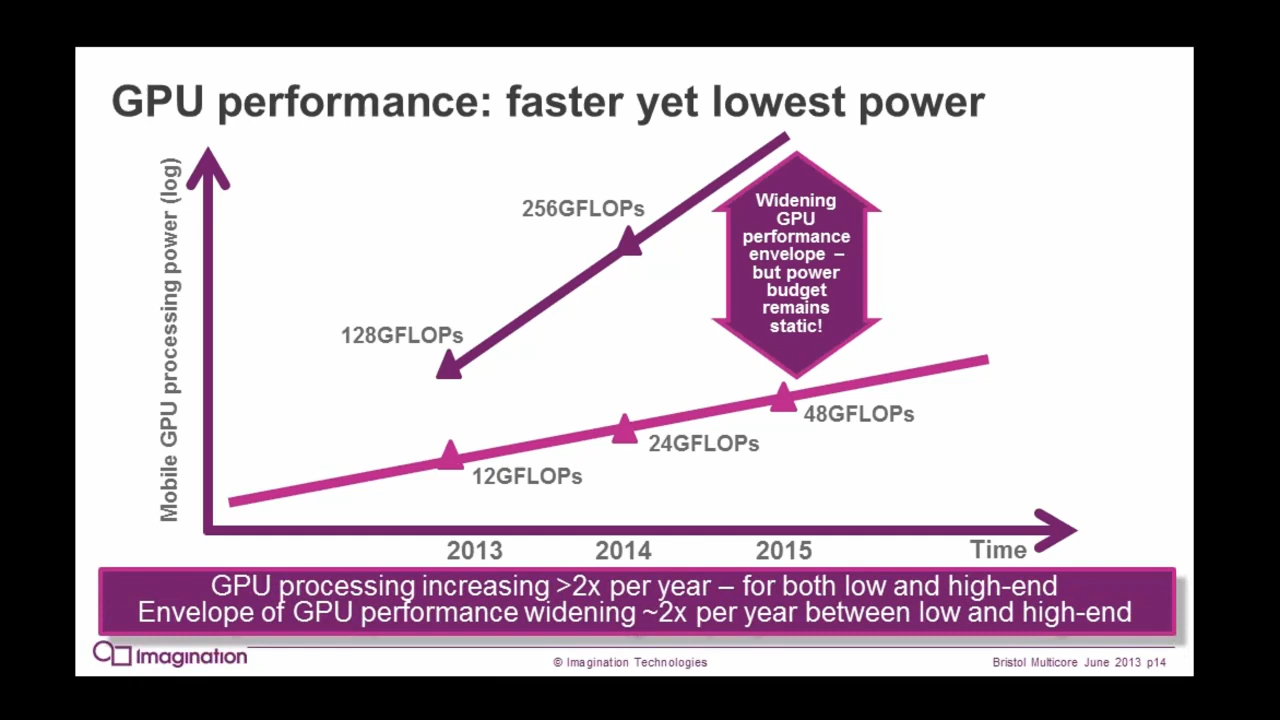 GPU performance: faster yet lowest power
Mobile GPU processing power (log)
256GFLOPs
128GFLOPs
Widening
GPU
performance
envelope –
but power
budget
remains
static!
48GFLOPs
24GFLOPs
12GFLOPs
2013 2014 2015 Time
GPU processing increasing >2x per year – for both low and high-end
Envelope of GPU performance widening ~2x per year between low and high-end
Imagination
© Imagination Technologies
Bristol Multicore June 2013 p14